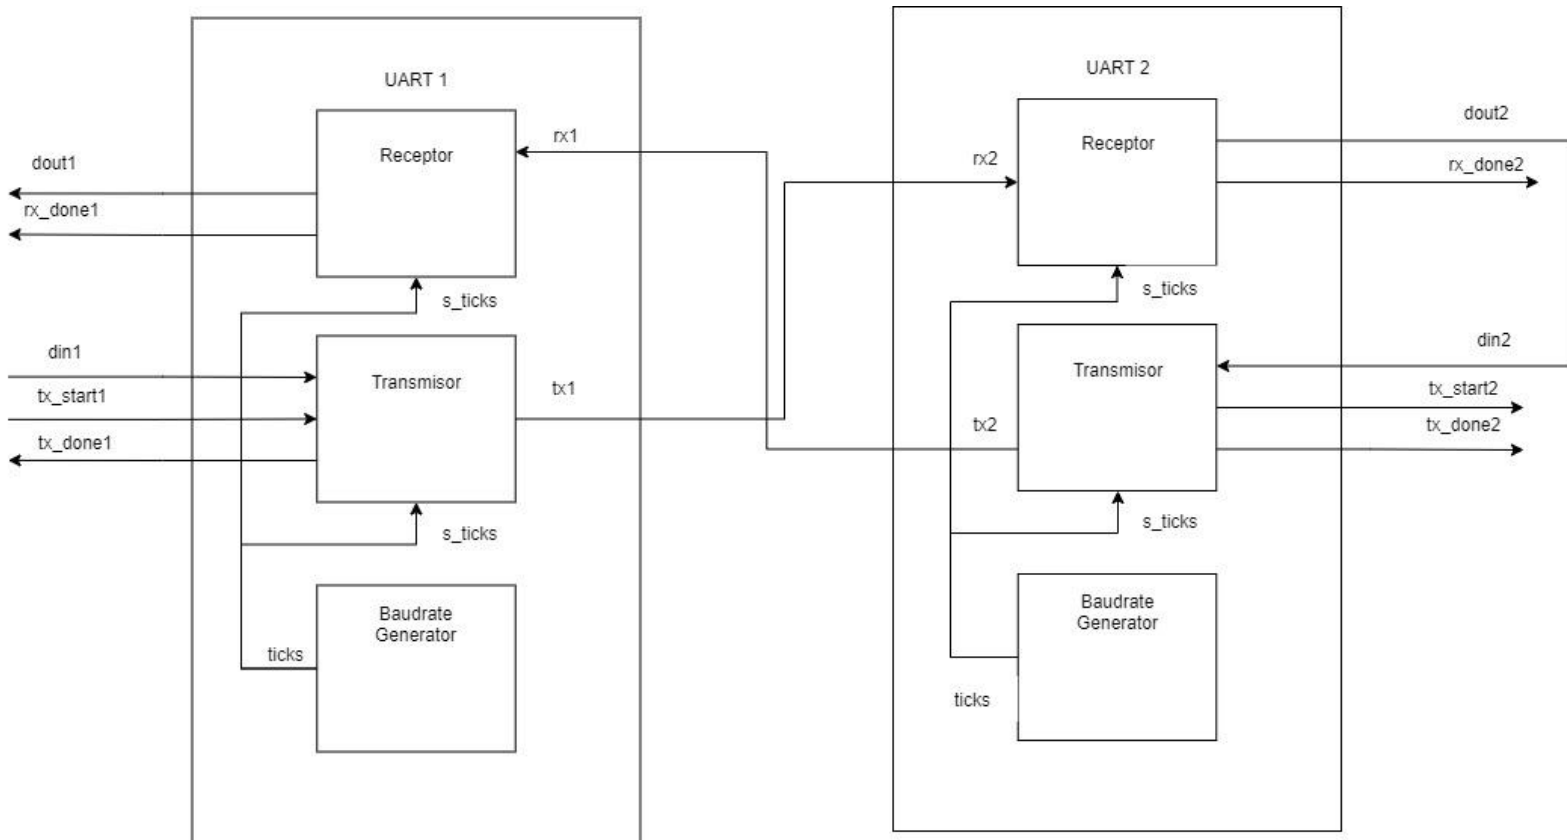 UART 1
Receptor
rx1
dout1
rx_done1
s_ticks
din1
tx_start1
tx_done1
Transmisor
tx1
s_ticks
Baudrate
Generator
ticks
UART 2
Receptor
rx2
dout2
rx_done2
s_ticks
din2
Transmisor
tx_start2
tx_done2
tx2
s_ticks
Baudrate
Generator
ticks